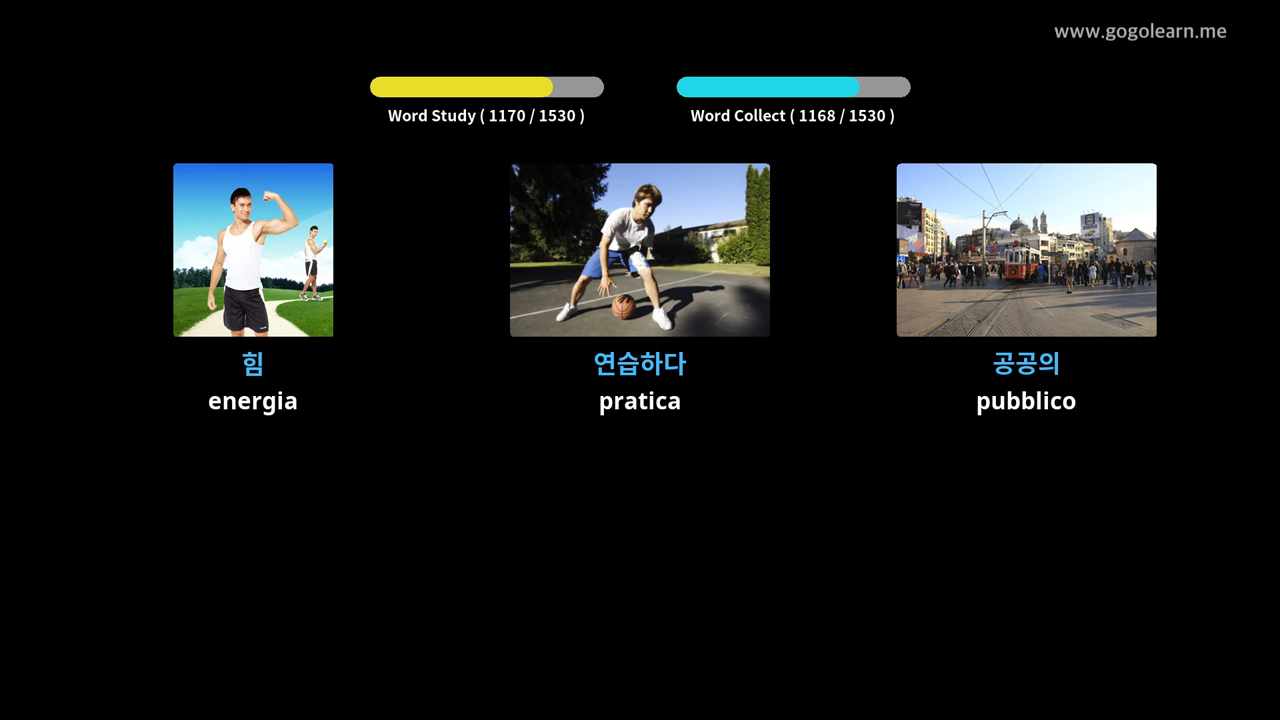 www.gogolearn.me
Word Study ( 1170 / 1530 )
Word Collect ( 1168 / 1530 )
힘
energia
연습하다
pratica
공공의
pubblico